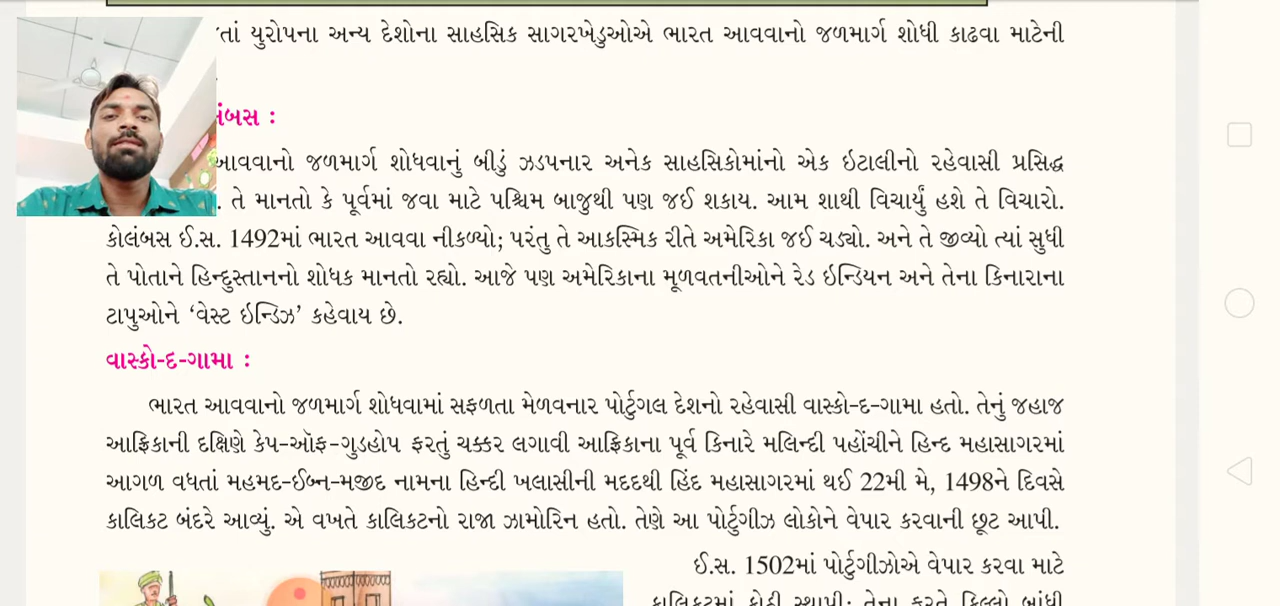 યુરોપના અન્ય દેશોના સાહસિક સાગરખેડુઓએ ભારત આવવાનો જળમાર્ગ શોધી કાઢવા માટેની
આવવાનો જળમાર્ગ શોધવાનું બીડું ઝડપનાર અનેક સાહસિકોમાંનો એક ઇટાલીનો રહેવાસી પ્રસિદ્ધ
તે માનતો કે પૂર્વમાં જવા માટે પશ્ચિમ બાજુથી પણ જઈ શકાય. આમ શાથી વિચાર્યું હશે તે વિચારો.
કોલંબસ ઈ.સ. 1492માં ભારત આવવા નીકળ્યો; પરંતુ તે આકસ્મિક રીતે અમેરિકા જઈ ચડ્યો. અને તે જીવ્યો ત્યાં સુધી
તે પોતાને હિન્દુસ્તાનનો શોધક માનતો રહ્યો. આજે પણ અમેરિકાના મૂળવતનીઓને રેડ ઇન્ડિયન અને તેના કિનારાના
ટાપુઓને ‘વેસ્ટ ઇન્ડિઝ’ કહેવાય છે.
વાસ્કો-દ-ગામા :
ભારત આવવાનો જળમાર્ગ શોધવામાં સફળતા મેળવનાર પોર્ટુગલ દેશનો રહેવાસી વાસ્કો-દ-ગામા હતો. તેનું જહાજ
આફ્રિકાની દક્ષિણે કેપ-ઑફ-ગુડહોપ ફરતું ચક્કર લગાવી આફ્રિકાના પૂર્વ કિનારે મલિન્દી પહોંચીને હિન્દ મહાસાગરમાં
આગળ વધતાં મહમુદ-ઈબ્ન-મજીદ નામના હિન્દી ખલાસીની મદદથી હિંદ મહાસાગરમાં થઈ 22મી મે, 1498ને દિવસે
કાલિકટ બંદરે આવ્યું. એ વખતે કાલિકટનો રાજા ઝામોરિન હતો. તેણે આ પોર્ટુગીઝ લોકોને વેપાર કરવાની છૂટ આપી.
ઈ.સ. 1502માં પોર્ટુગીઝોએ વેપાર કરવા માટે
કાલિકટમાં કોઠી સ્થાપી; તેના ફરતે કિલ્લો બાંધી